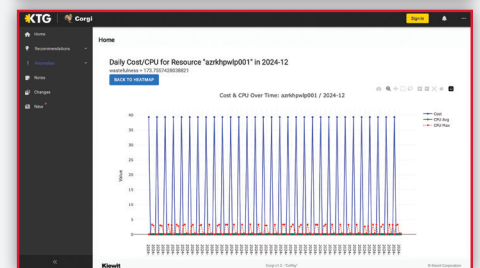 KTG Corgi
Sign In
Home
Home
Recommendations
Anomalies
Daily Cost/CPU for Resource "azrkhpwlp001" in 2024-12
wastefulness = 173.7557428038821
BACK TO HEATMAP
Notes
Changes
New
Cost & CPU Over Time: azrkhpwlp001 / 2024-12
Cost
CPU Avg
CPU Max
40
35
30
25
20
15
10
5
0
Value
Kiewit
© Kiewit Corporation